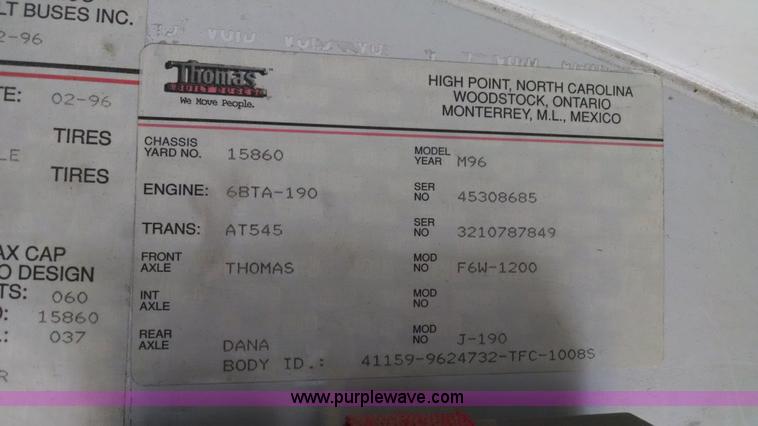 LT BUSES INC.
2-96
TE: 02-96
TIRES
LE
TIRES
AX CAP
O DESIGN
TS: 060
D: 15860
.: 037
R
Thomas
BUILT BUSES
We Move People.
HIGH POINT, NORTH CAROLINA
WOODSTOCK, ONTARIO
MONTERREY, M.L., MEXICO
CHASSIS YARD NO. 15860 MODEL YEAR M96
ENGINE: 6BTA-190 SER NO 45308685
TRANS: AT545 SER NO 3210787849
FRONT AXLE THOMAS MOD NO F6W-1200
INT AXLE MOD NO
REAR AXLE DANA MOD NO J-190
BODY ID.: 41159-9624732-TFC-1008S
www.purplewave.com